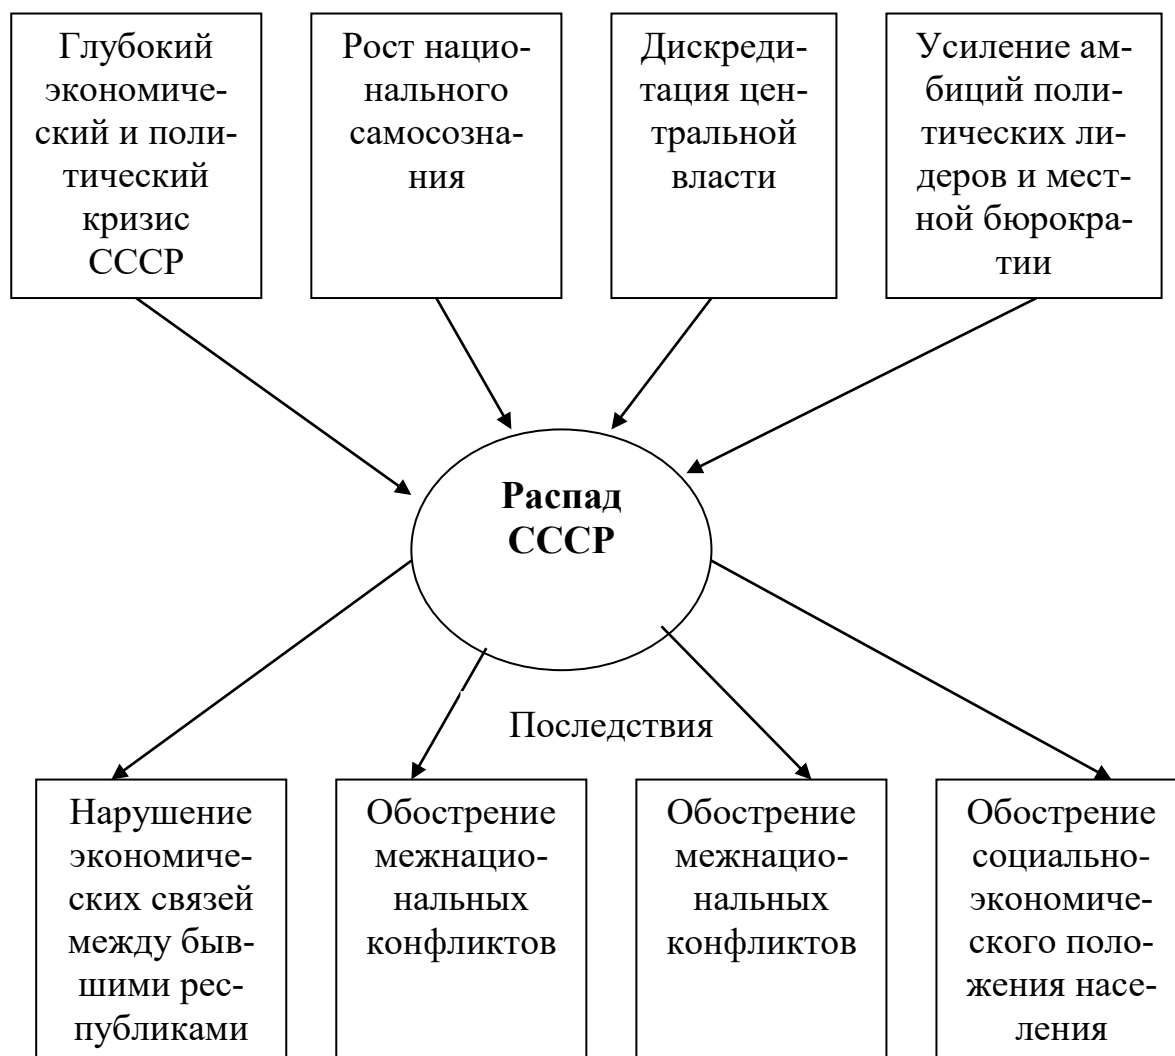 Глубокий
экономиче-
ский и поли-
тический
кризис
СССР
Рост нацио-
нального
самосозна-
ния
Дискреди-
тация цен-
тральной
власти
Усиление ам-
биций поли-
тических ли-
деров и мест-
ной бюрокра-
тии
Распад
СССР
Последствия
Нарушение
экономиче-
ских связей
между быв-
шими рес-
публиками
Обострение
межнацио-
нальных
конфликтов
Обострение
межнацио-
нальных
конфликтов
Обострение
социально-
экономиче-
ского поло-
жения насе-
ления